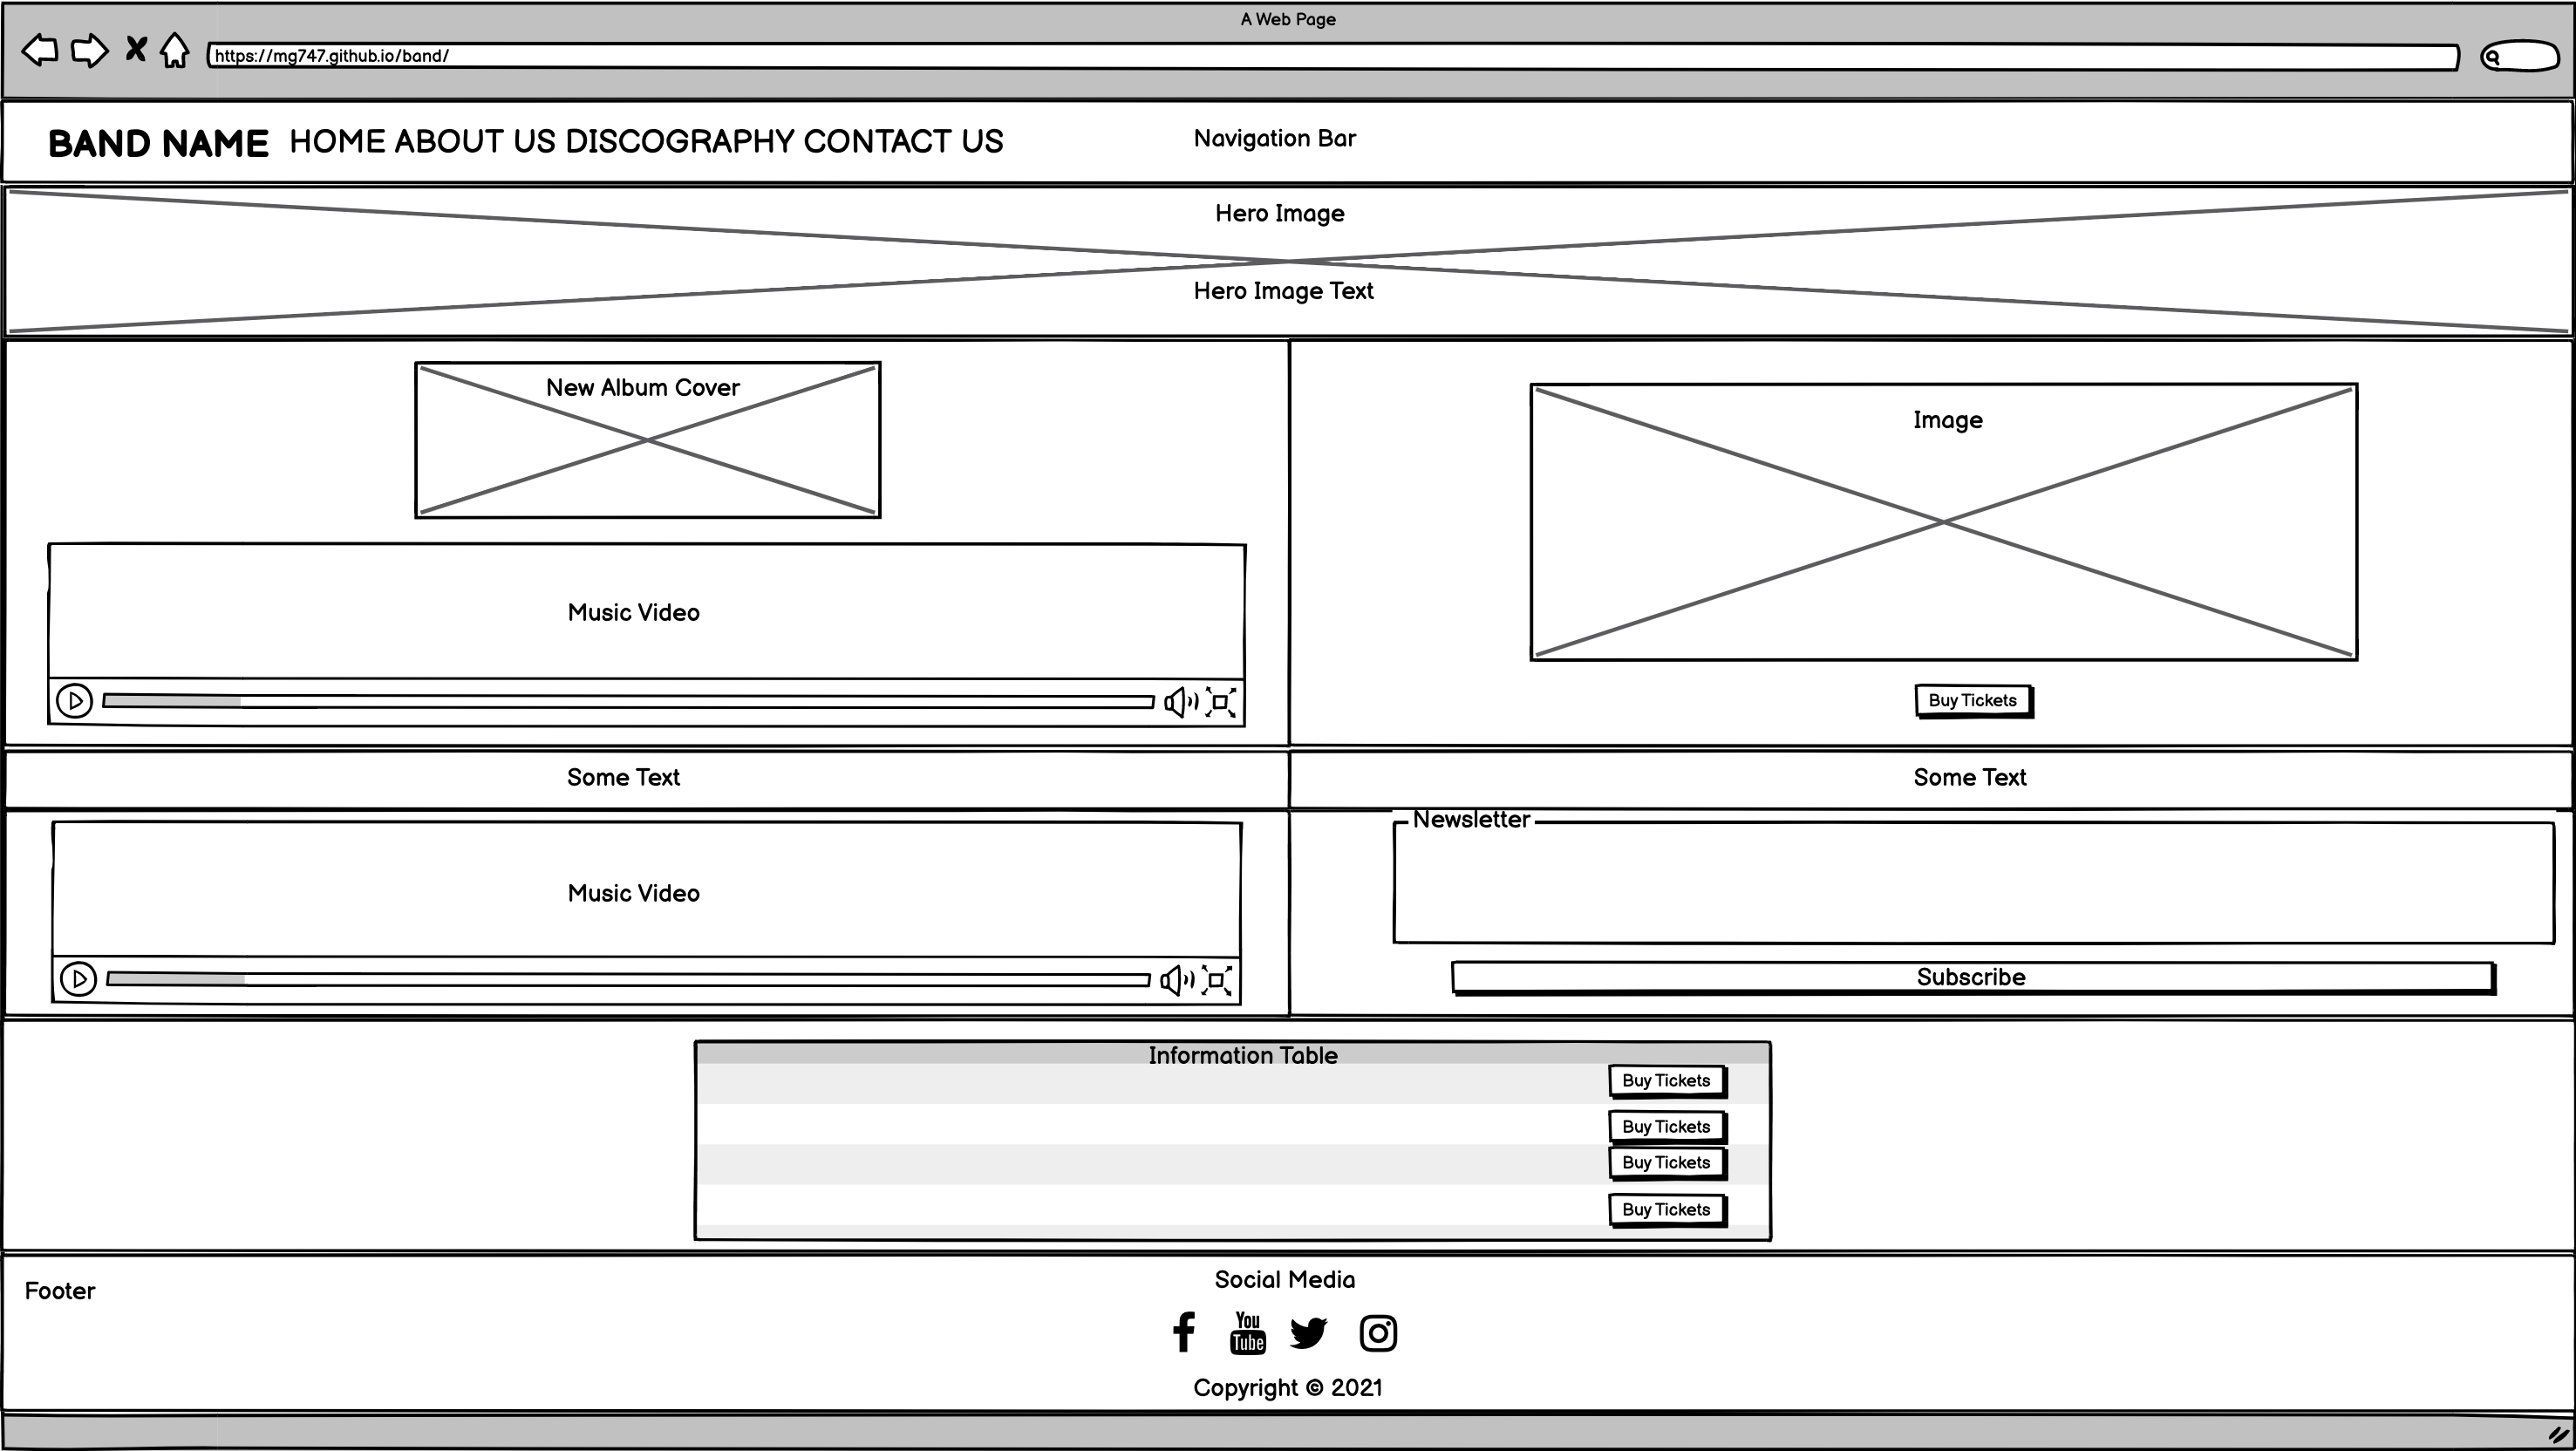 A Web Page
https://mg747.github.io/band/
BAND NAME HOME ABOUT US DISCOGRAPHY CONTACT US Navigation Bar
Hero Image
Hero Image Text
New Album Cover
Image
Music Video
Buy Tickets
Some Text
Some Text
Newsletter
Music Video
Subscribe
Information Table
Buy Tickets
Buy Tickets
Buy Tickets
Buy Tickets
Footer
Social Media
You
Tube
Copyright © 2021